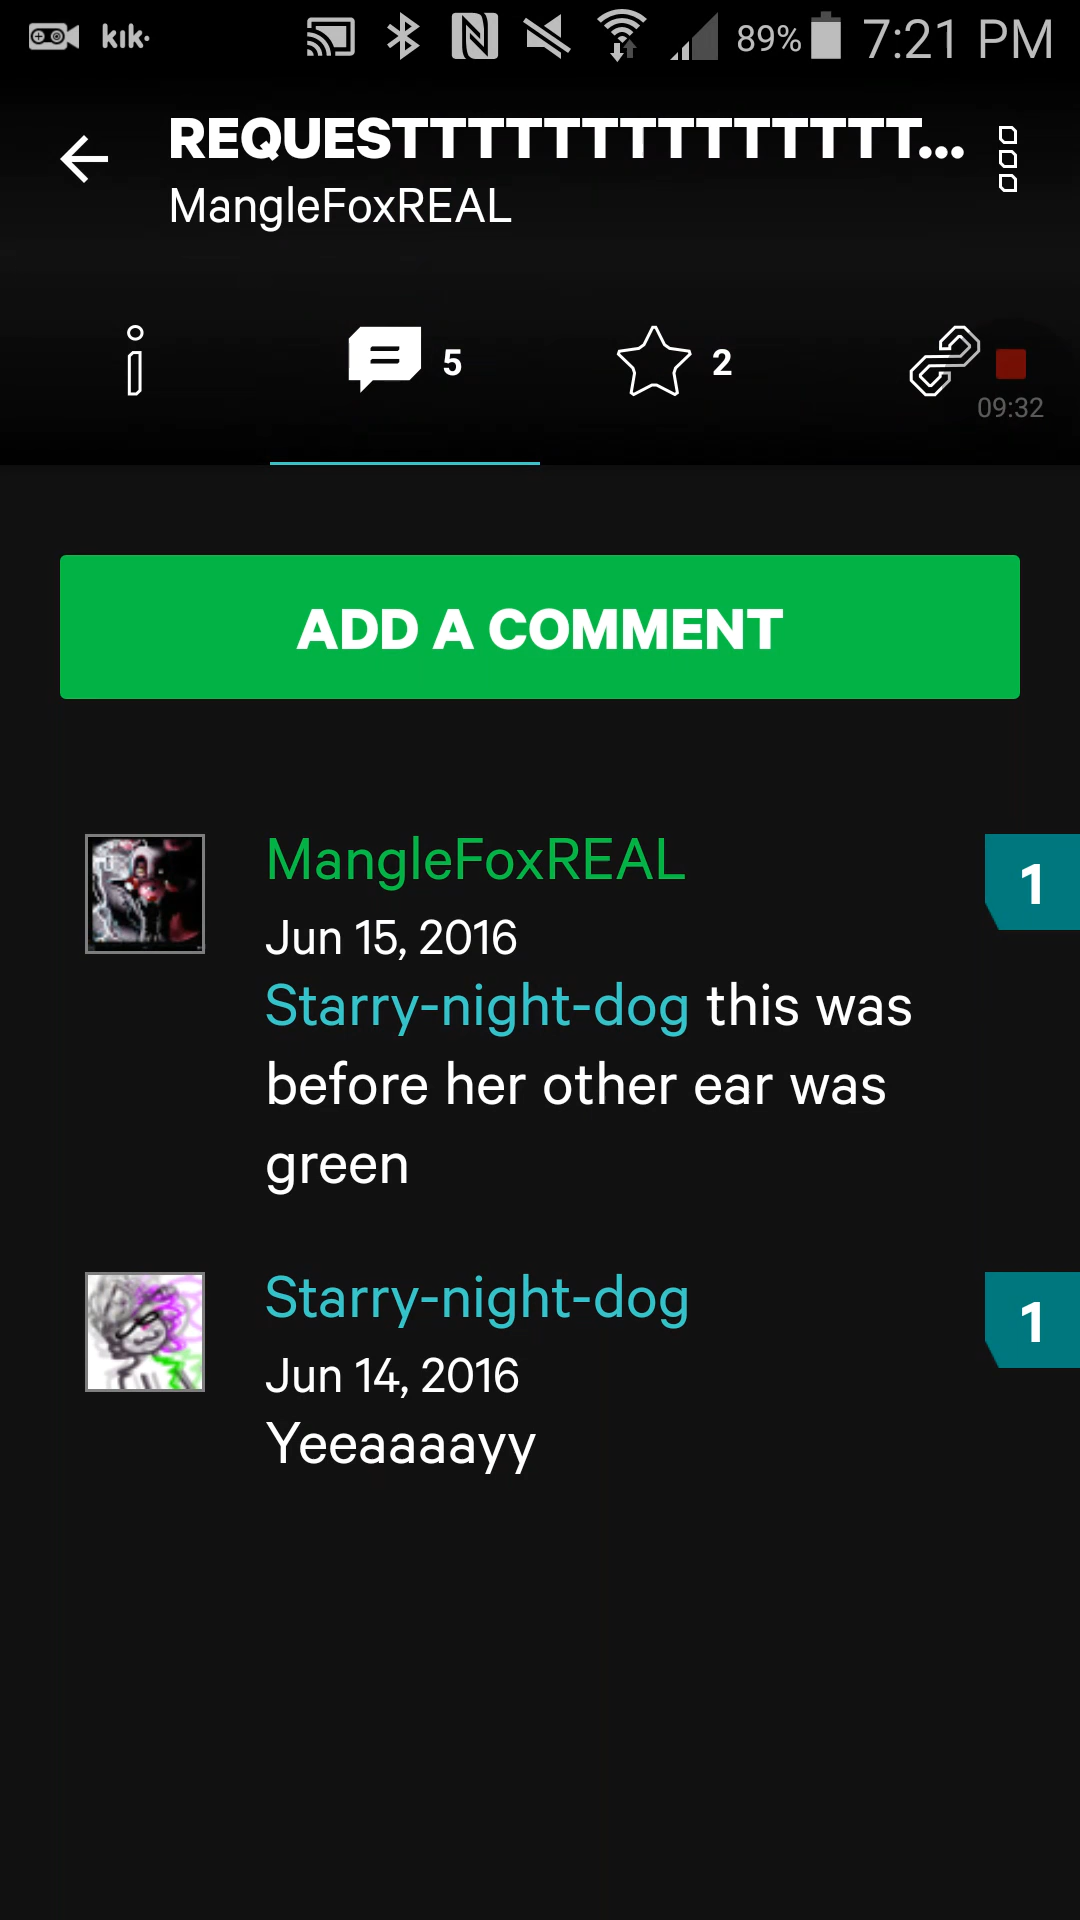 kik·
89% 7:21 PM
REQUESTTTTTTTTTTTTTT...
MangleFoxREAL
5
2
09:32
ADD A COMMENT
MangleFoxREAL
1
Jun 15, 2016
Starry-night-dog this was
before her other ear was
green
Starry-night-dog
1
Jun 14, 2016
Yeeaaaayy